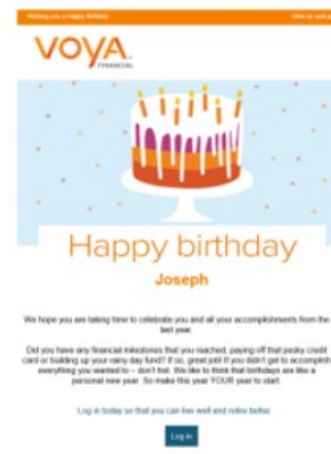 Wishing you a Happy Birthday
View as web p
VOYA
FINANCIAL
Happy birthday
Joseph
We hope you are taking time to celebrate you and all your accomplishments from the
last year.
Did you have any financial milestones that you reached, paying off that pesky credit
card or building up your rainy day fund? If so, great job! If you didn't get to accomplish
everything you wanted to – don't fret. We like to think that birthdays are like a
personal new year. So make this year YOUR year to start.
Log in today so that you can live well and retire better.
Log in